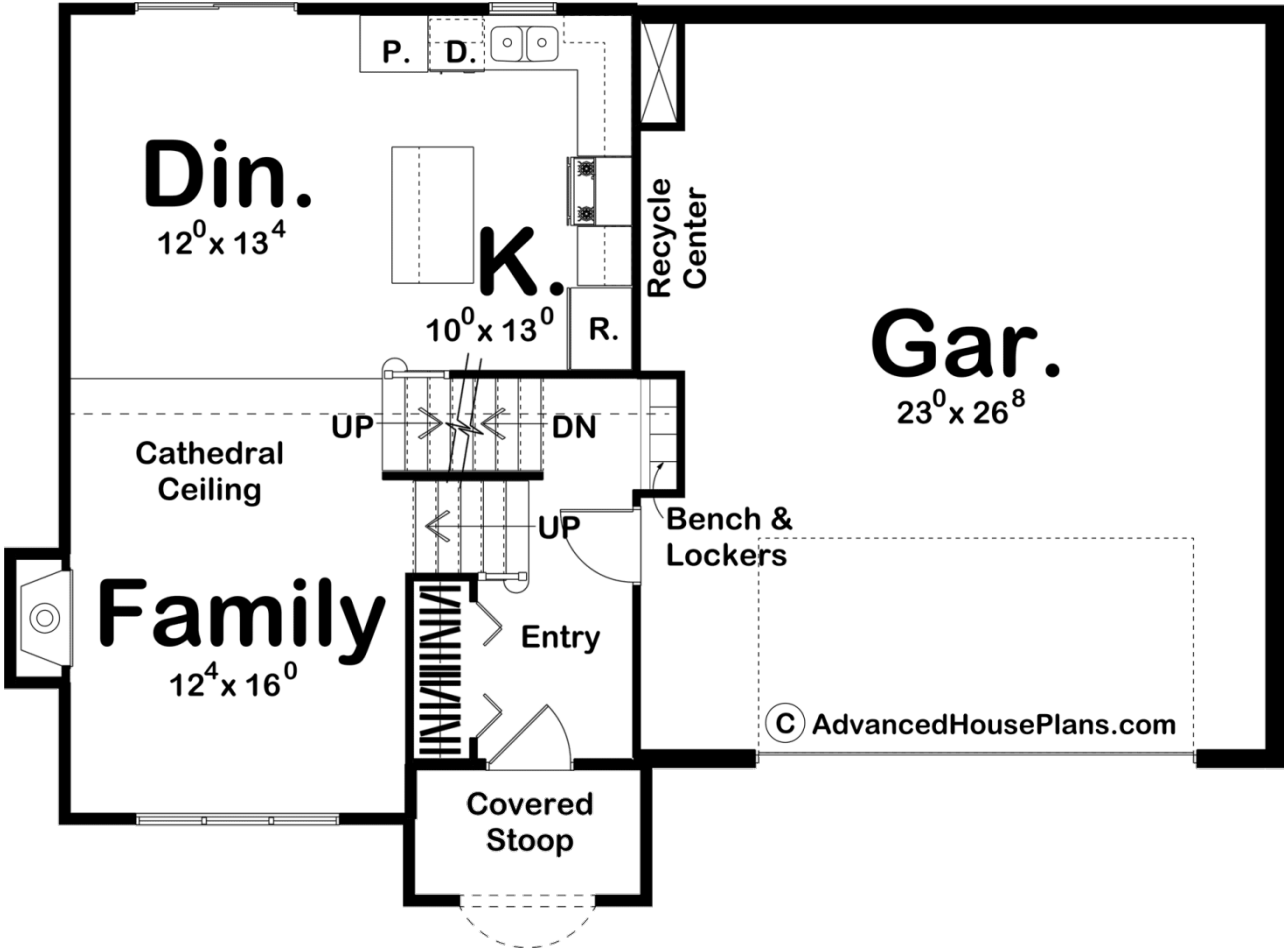 P.
D.
Din.
12⁰ x 13⁴
K.
10⁰ x 13⁰
R.
Recycle
Center
Gar.
23⁰ x 26⁸
UP
DN
Cathedral
Ceiling
UP
Bench &
Lockers
Family
12⁴ x 16⁰
Entry
© AdvancedHousePlans.com
Covered
Stoop